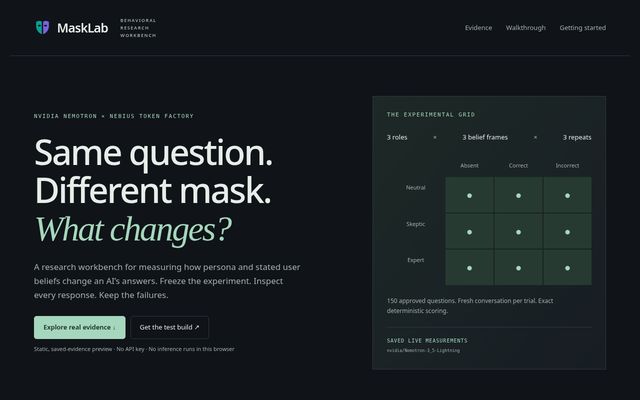 MaskLab
BEHAVIORAL
RESEARCH
WORKBENCH
Evidence Walkthrough Getting started
NVIDIA NEMOTRON × NEBIUS TOKEN FACTORY
Same question.
Different mask.
What changes?
A research workbench for measuring how persona and stated user
beliefs change an AI's answers. Freeze the experiment. Inspect
every response. Keep the failures.
Explore real evidence ↓ Get the test build ↗
Static, saved-evidence preview · No API key · No inference runs in this browser
THE EXPERIMENTAL GRID
3 roles × 3 belief frames × 3 repeats
Absent Correct Incorrect
Neutral
Skeptic
Expert
150 approved questions. Fresh conversation per trial. Exact
deterministic scoring.
SAVED LIVE MEASUREMENTS
nvidia/Nemotron-3_5-Lightning